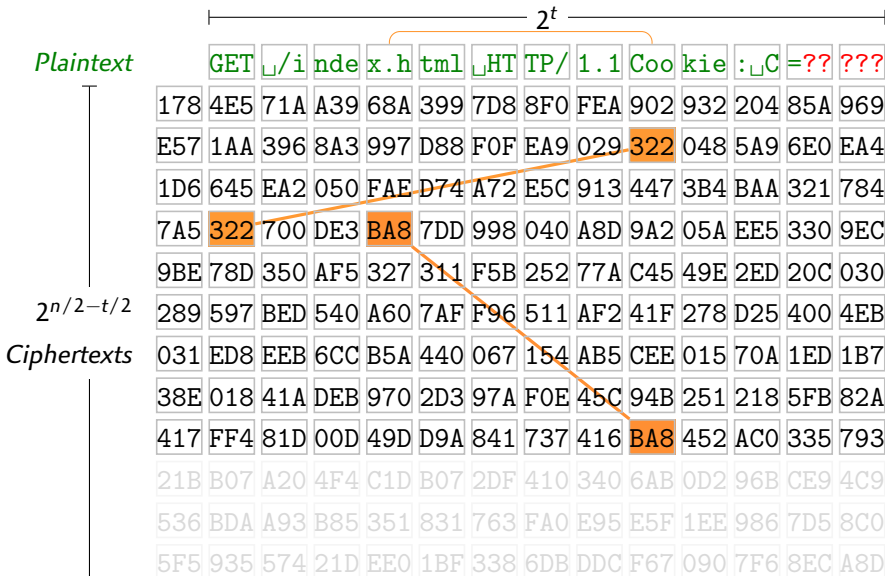 2^t
Plaintext GET ␣/i nde x.h tml ␣HT TP/ 1.1 Coo kie :␣C =?? ???
178 4E5 71A A39 68A 399 7D8 8F0 FEA 902 932 204 85A 969
E57 1AA 396 8A3 997 D88 F0F EA9 029 322 048 5A9 6E0 EA4
1D6 645 EA2 050 FAE D74 A72 E5C 913 447 3B4 BAA 321 784
7A5 322 700 DE3 BA8 7DD 998 040 A8D 9A2 05A EE5 330 9EC
9BE 78D 350 AF5 327 311 F5B 252 77A C45 49E 2ED 20C 030
2^{n/2−t/2} 289 597 BED 540 A60 7AF F96 511 AF2 41F 278 D25 400 4EB
Ciphertexts 031 ED8 EEB 6CC B5A 440 067 154 AB5 CEE 015 70A 1ED 1B7
38E 018 41A DEB 970 2D3 97A F0E 45C 94B 251 218 5FB 82A
417 FF4 81D 00D 49D D9A 841 737 416 BA8 452 AC0 335 793
21B B07 A20 4F4 C1D B07 2DF 410 340 6AB 0D2 96B CE9 4C9
536 BDA A93 B85 351 831 763 FA0 E95 E5F 1EE 986 7D5 8C0
5F5 935 574 21D EE0 1BF 338 6DB DDC F67 090 7F6 8EC A8D